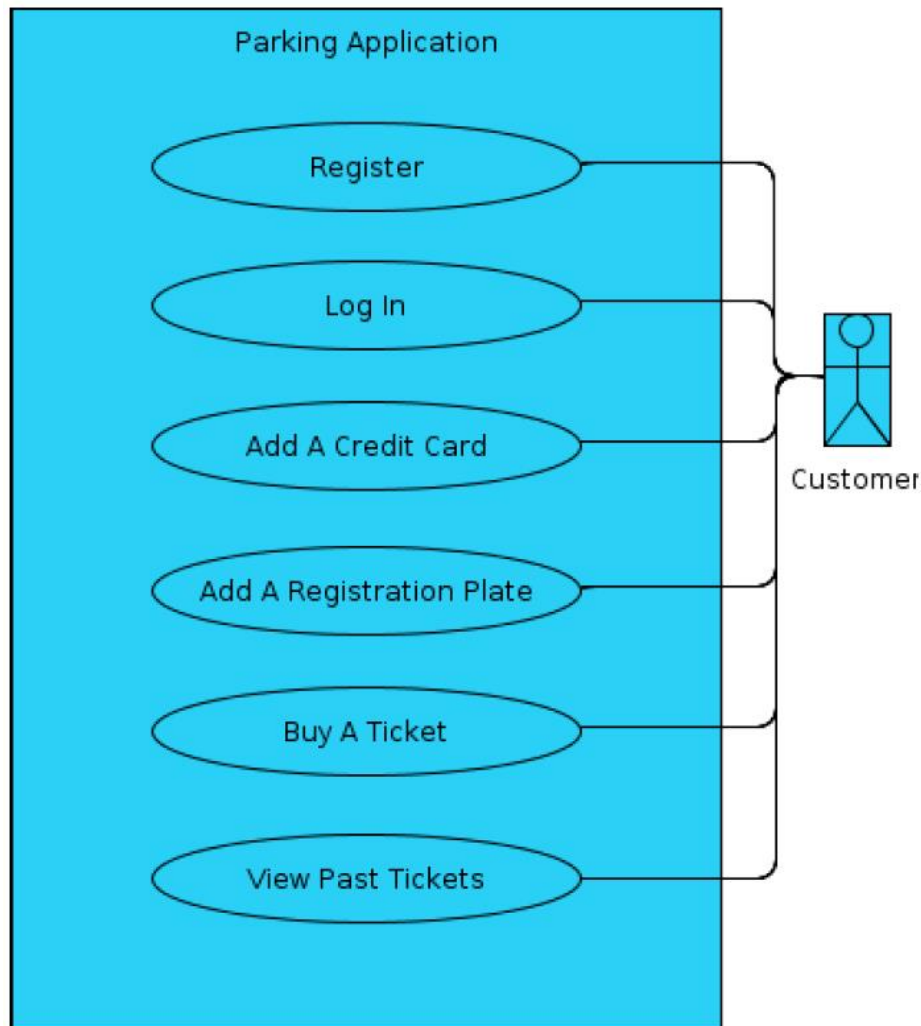 Parking Application
Register
Log In
Add A Credit Card
Customer
Add A Registration Plate
Buy A Ticket
View Past Tickets